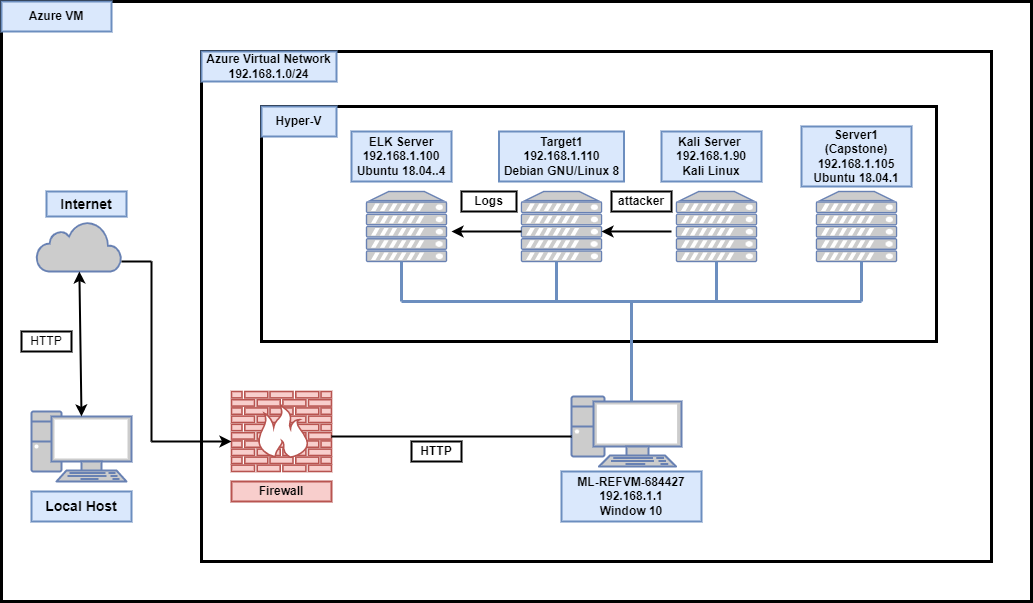 Azure VM
Azure Virtual Network
192.168.1.0/24
Hyper-V
ELK Server
192.168.1.100
Ubuntu 18.04..4
Target1
192.168.1.110
Debian GNU/Linux 8
Kali Server
192.168.1.90
Kali Linux
Server1
(Capstone)
192.168.1.105
Ubuntu 18.04.1
Logs
attacker
Internet
HTTP
Local Host
Firewall
HTTP
ML-REFVM-684427
192.168.1.1
Window 10